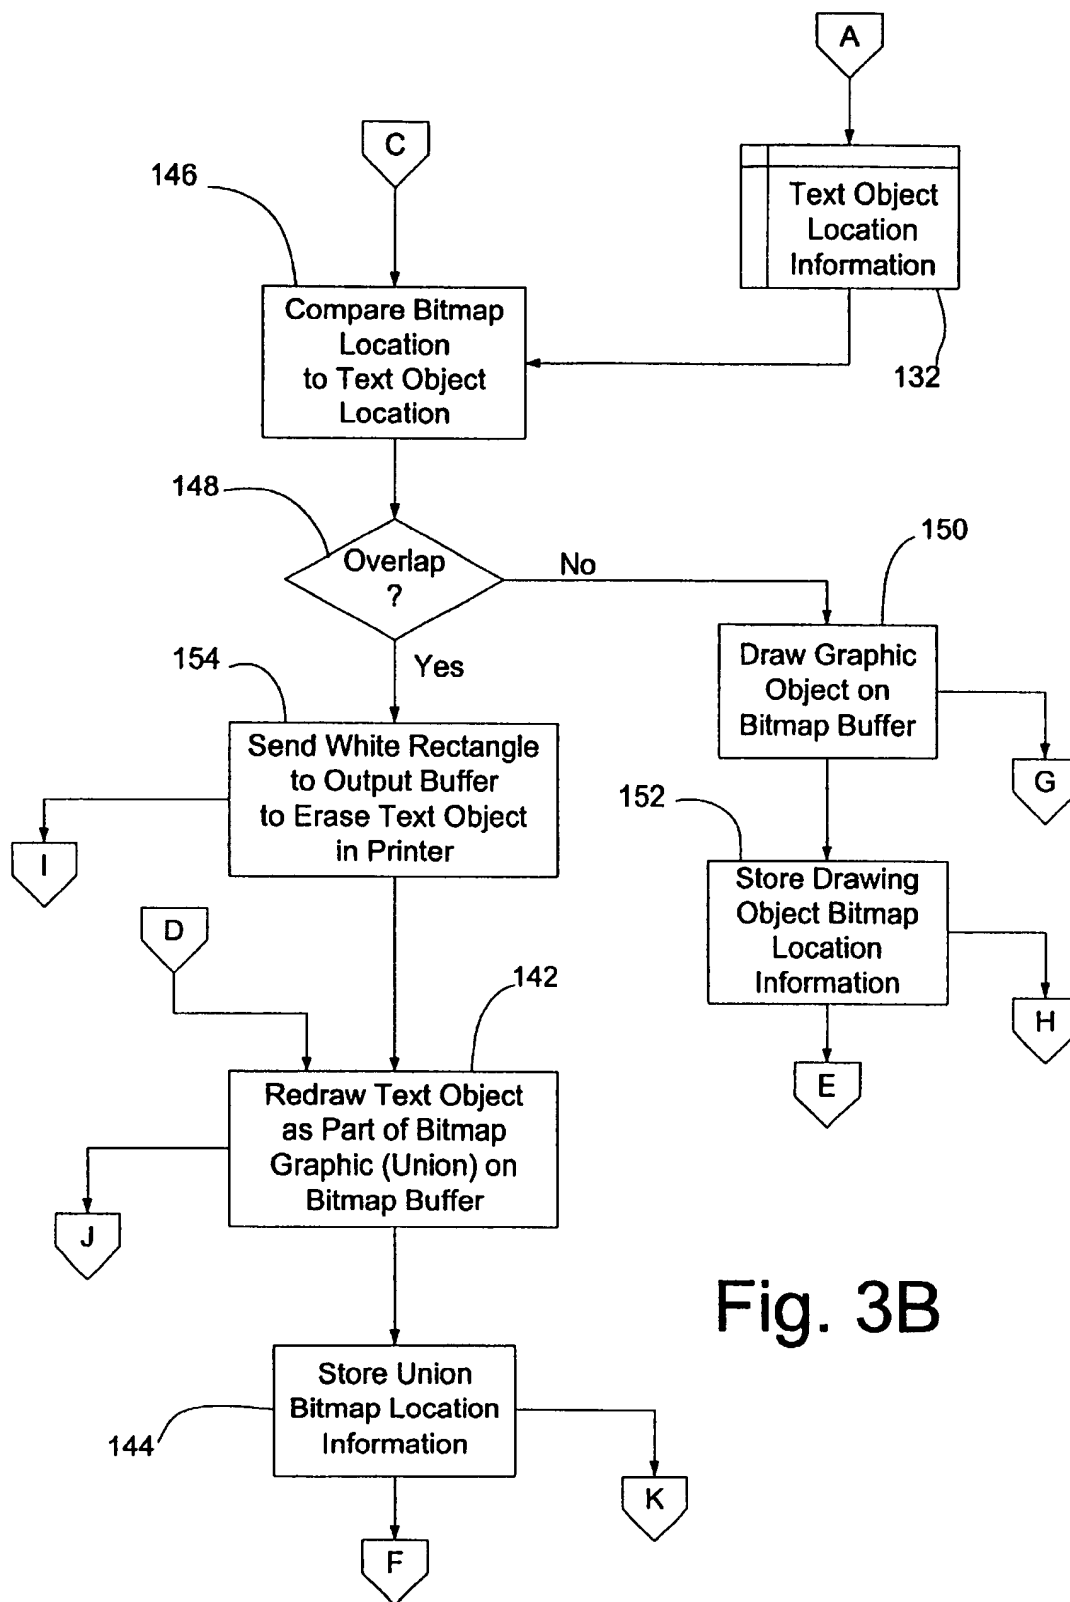 A
C
146
Text Object
Location
Information
132
Compare Bitmap
Location
to Text Object
Location
148
Overlap
?
No
Yes
150
Draw Graphic
Object on
Bitmap Buffer
G
154
Send White Rectangle
to Output Buffer
to Erase Text Object
in Printer
I
152
Store Drawing
Object Bitmap
Location
Information
H
E
D
142
Redraw Text Object
as Part of Bitmap
Graphic (Union) on
Bitmap Buffer
J
Fig. 3B
Store Union
Bitmap Location
Information
144
K
F